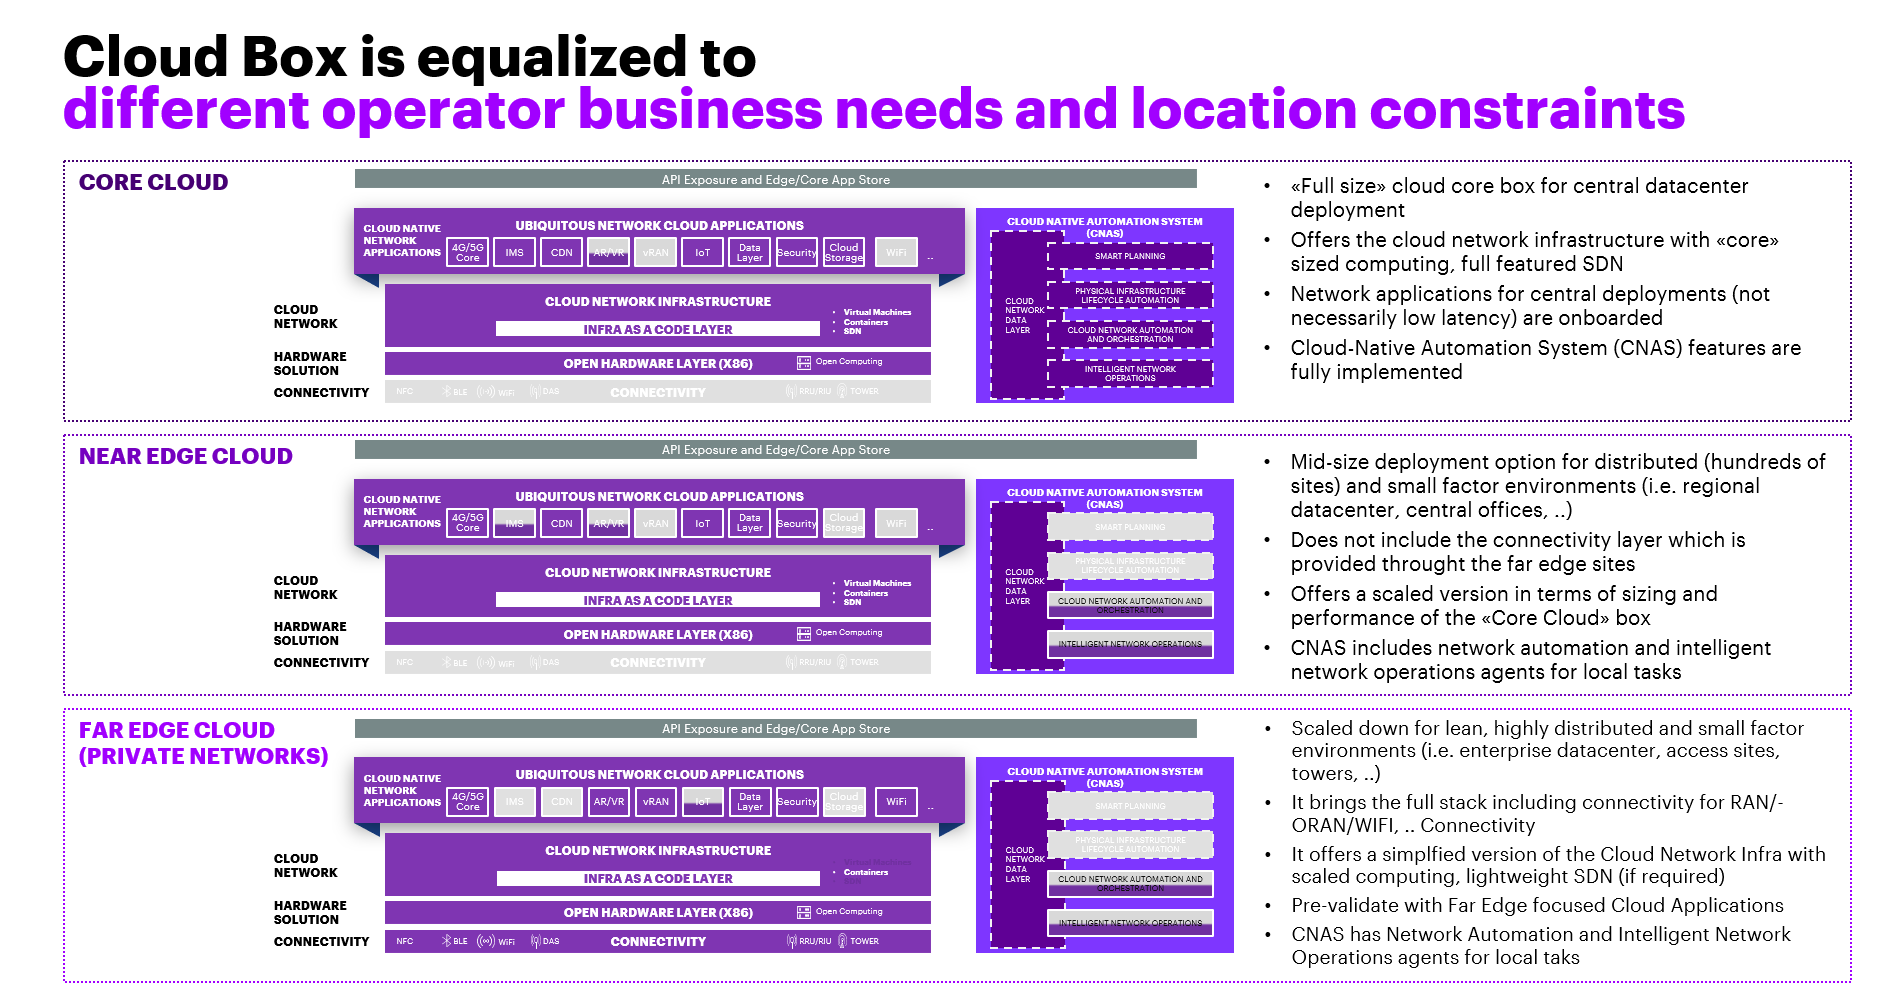 Cloud Box is equalized to
different operator business needs and location constraints
CORE CLOUD
API Exposure and Edge/Core App Store
CLOUD NATIVE
NETWORK
APPLICATIONS
UBIQUITOUS NETWORK CLOUD APPLICATIONS
4G/5G
Core
IMS
CDN
AR/VR
vRAN
IoT
Data
Layer
Security
Cloud
Storage
WiFi
..
CLOUD
NETWORK
CLOUD NETWORK INFRASTRUCTURE
INFRA AS A CODE LAYER
• Virtual Machines
• Containers
• SDN
HARDWARE
SOLUTION
OPEN HARDWARE LAYER (X86)
Open Computing
CONNECTIVITY
NFC BLE WiFi DAS CONNECTIVITY RRU/RIU TOWER
CLOUD NATIVE AUTOMATION SYSTEM
(CNAS)
CLOUD
NETWORK
DATA
LAYER
SMART PLANNING
PHYSICAL INFRASTRUCTURE
LIFECYCLE AUTOMATION
CLOUD NETWORK AUTOMATION
AND ORCHESTRATION
INTELLIGENT NETWORK
OPERATIONS
• «Full size» cloud core box for central datacenter
deployment
• Offers the cloud network infrastructure with «core»
sized computing, full featured SDN
• Network applications for central deployments (not
necessarily low latency) are onboarded
• Cloud-Native Automation System (CNAS) features are
fully implemented
NEAR EDGE CLOUD
API Exposure and Edge/Core App Store
CLOUD NATIVE
NETWORK
APPLICATIONS
UBIQUITOUS NETWORK CLOUD APPLICATIONS
4G/5G
Core
IMS
CDN
AR/VR
vRAN
IoT
Data
Layer
Security
Cloud
Storage
WiFi
..
CLOUD
NETWORK
CLOUD NETWORK INFRASTRUCTURE
INFRA AS A CODE LAYER
• Virtual Machines
• Containers
• SDN
HARDWARE
SOLUTION
OPEN HARDWARE LAYER (X86)
Open Computing
CONNECTIVITY
NFC BLE WiFi DAS CONNECTIVITY RRU/RIU TOWER
CLOUD NATIVE AUTOMATION SYSTEM
(CNAS)
CLOUD
NETWORK
DATA
LAYER
SMART PLANNING
PHYSICAL INFRASTRUCTURE
LIFECYCLE AUTOMATION
CLOUD NETWORK AUTOMATION AND
ORCHESTRATION
INTELLIGENT NETWORK OPERATIONS
• Mid-size deployment option for distributed (hundreds of
sites) and small factor environments (i.e. regional
datacenter, central offices, ..)
• Does not include the connectivity layer which is
provided throught the far edge sites
• Offers a scaled version in terms of sizing and
performance of the «Core Cloud» box
• CNAS includes network automation and intelligent
network operations agents for local tasks
FAR EDGE CLOUD
(PRIVATE NETWORKS)
API Exposure and Edge/Core App Store
CLOUD NATIVE
NETWORK
APPLICATIONS
UBIQUITOUS NETWORK CLOUD APPLICATIONS
4G/5G
Core
IMS
CDN
AR/VR
vRAN
IoT
Data
Layer
Security
Cloud
Storage
WiFi
..
CLOUD
NETWORK
CLOUD NETWORK INFRASTRUCTURE
INFRA AS A CODE LAYER
Virtual Machines
• Containers
SDN
HARDWARE
SOLUTION
OPEN HARDWARE LAYER (X86)
Open Computing
CONNECTIVITY
NFC BLE WiFi DAS CONNECTIVITY RRU/RIU TOWER
CLOUD NATIVE AUTOMATION SYSTEM
(CNAS)
CLOUD
NETWORK
DATA
LAYER
SMART PLANNING
PHYSICAL INFRASTRUCTURE
LIFECYCLE AUTOMATION
CLOUD NETWORK AUTOMATION AND
ORCHESTRATION
INTELLIGENT NETWORK OPERATIONS
• Scaled down for lean, highly distributed and small factor
environments (i.e. enterprise datacenter, access sites,
towers, ..)
• It brings the full stack including connectivity for RAN/-
ORAN/WIFI, .. Connectivity
• It offers a simplfied version of the Cloud Network Infra with
scaled computing, lightweight SDN (if required)
• Pre-validate with Far Edge focused Cloud Applications
• CNAS has Network Automation and Intelligent Network
Operations agents for local taks